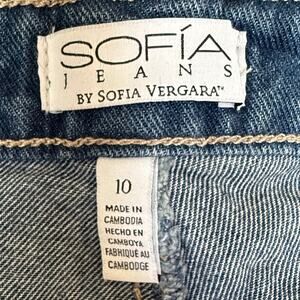 SOFÍA
JEANS
BY SOFIA VERGARA™
10
MADE IN
CAMBODIA
HECHO EN
CAMBOYA
FABRIQUÉ AU
CAMBODGE